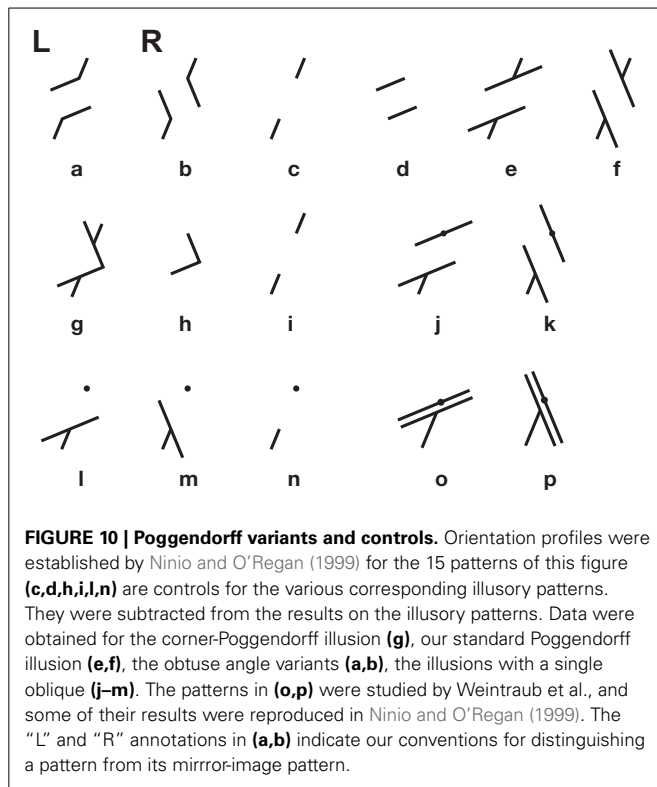 L R
a b c d e f
g h i j k
l m n o p
FIGURE 10 | Poggendorff variants and controls. Orientation profiles were
established by Ninio and O'Regan (1999) for the 15 patterns of this figure
(c,d,h,i,l,n) are controls for the various corresponding illusory patterns.
They were subtracted from the results on the illusory patterns. Data were
obtained for the corner-Poggendorff illusion (g), our standard Poggendorff
illusion (e,f), the obtuse angle variants (a,b), the illusions with a single
oblique (j–m). The patterns in (o,p) were studied by Weintraub et al., and
some of their results were reproduced in Ninio and O'Regan (1999). The
"L" and "R" annotations in (a,b) indicate our conventions for distinguishing
a pattern from its mirrror-image pattern.